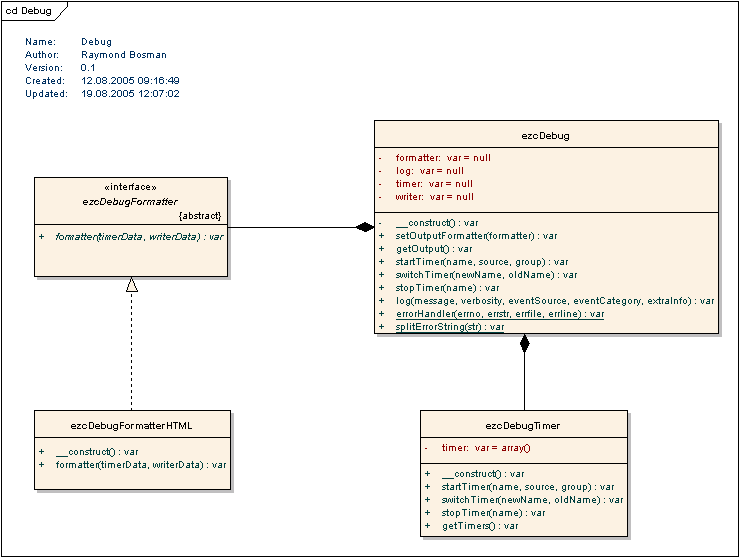 cd Debug
Name: Debug
Author: Raymond Bosman
Version: 0.1
Created: 12.08.2005 09:16:49
Updated: 19.08.2005 12:07:02
ezcDebug
- formatter: var = null
- log: var = null
- timer: var = null
- writer: var = null
- __construct() : var
+ setOutputFormatter(formatter) : var
+ getOutput() : var
+ startTimer(name, source, group) : var
+ switchTimer(newName, oldName) : var
+ stopTimer(name) : var
+ log(message, verbosity, eventSource, eventCategory, extraInfo) : var
+ errorHandler(errno, errstr, errfile, errline) : var
+ splitErrorString(str) : var
«interface»
ezcDebugFormatter
{abstract}
+ formatter(timerData, writerData) : var
ezcDebugFormatterHTML
+ __construct() : var
+ formatter(timerData, writerData) : var
ezcDebugTimer
- timer: var = array()
+ __construct() : var
+ startTimer(name, source, group) : var
+ switchTimer(newName, oldName) : var
+ stopTimer(name) : var
+ getTimers() : var